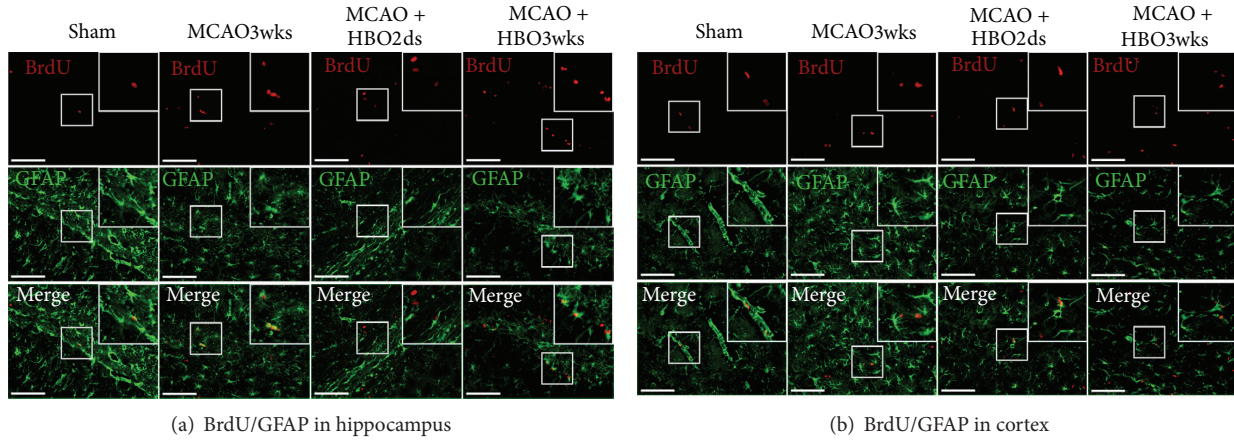 Sham
MCAO3wks
MCAO +
HBO2ds
MCAO +
HBO3wks
BrdU
BrdU
BrdU
BrdU
GFAP
GFAP
GFAP
GFAP
Merge
Merge
Merge
Merge
(a) BrdU/GFAP in hippocampus
Sham
MCAO3wks
MCAO +
HBO2ds
MCAO +
HBO3wks
BrdU
BrdU
BrdU
BrdU
GFAP
GFAP
GFAP
GFAP
Merge
Merge
Merge
Merge
(b) BrdU/GFAP in cortex